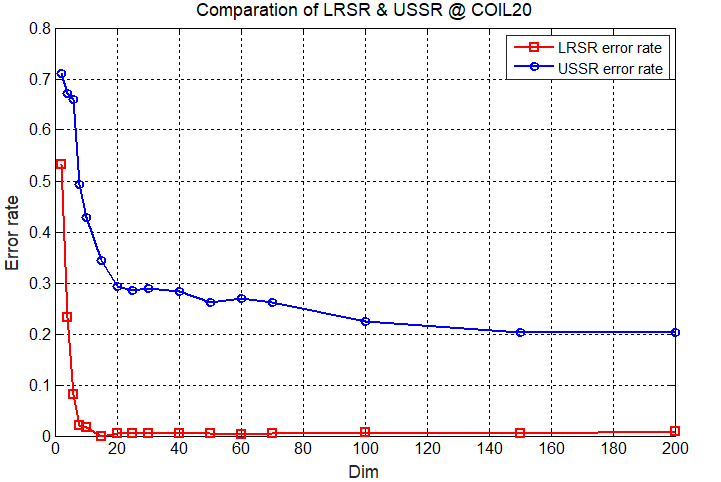 Comparation of LRSR & USSR @ COIL20
LRSR error rate
USSR error rate
0.8
0.7
0.6
0.5
0.4
0.3
0.2
0.1
0
Error rate
0 20 40 60 80 100 120 140 160 180 200
Dim